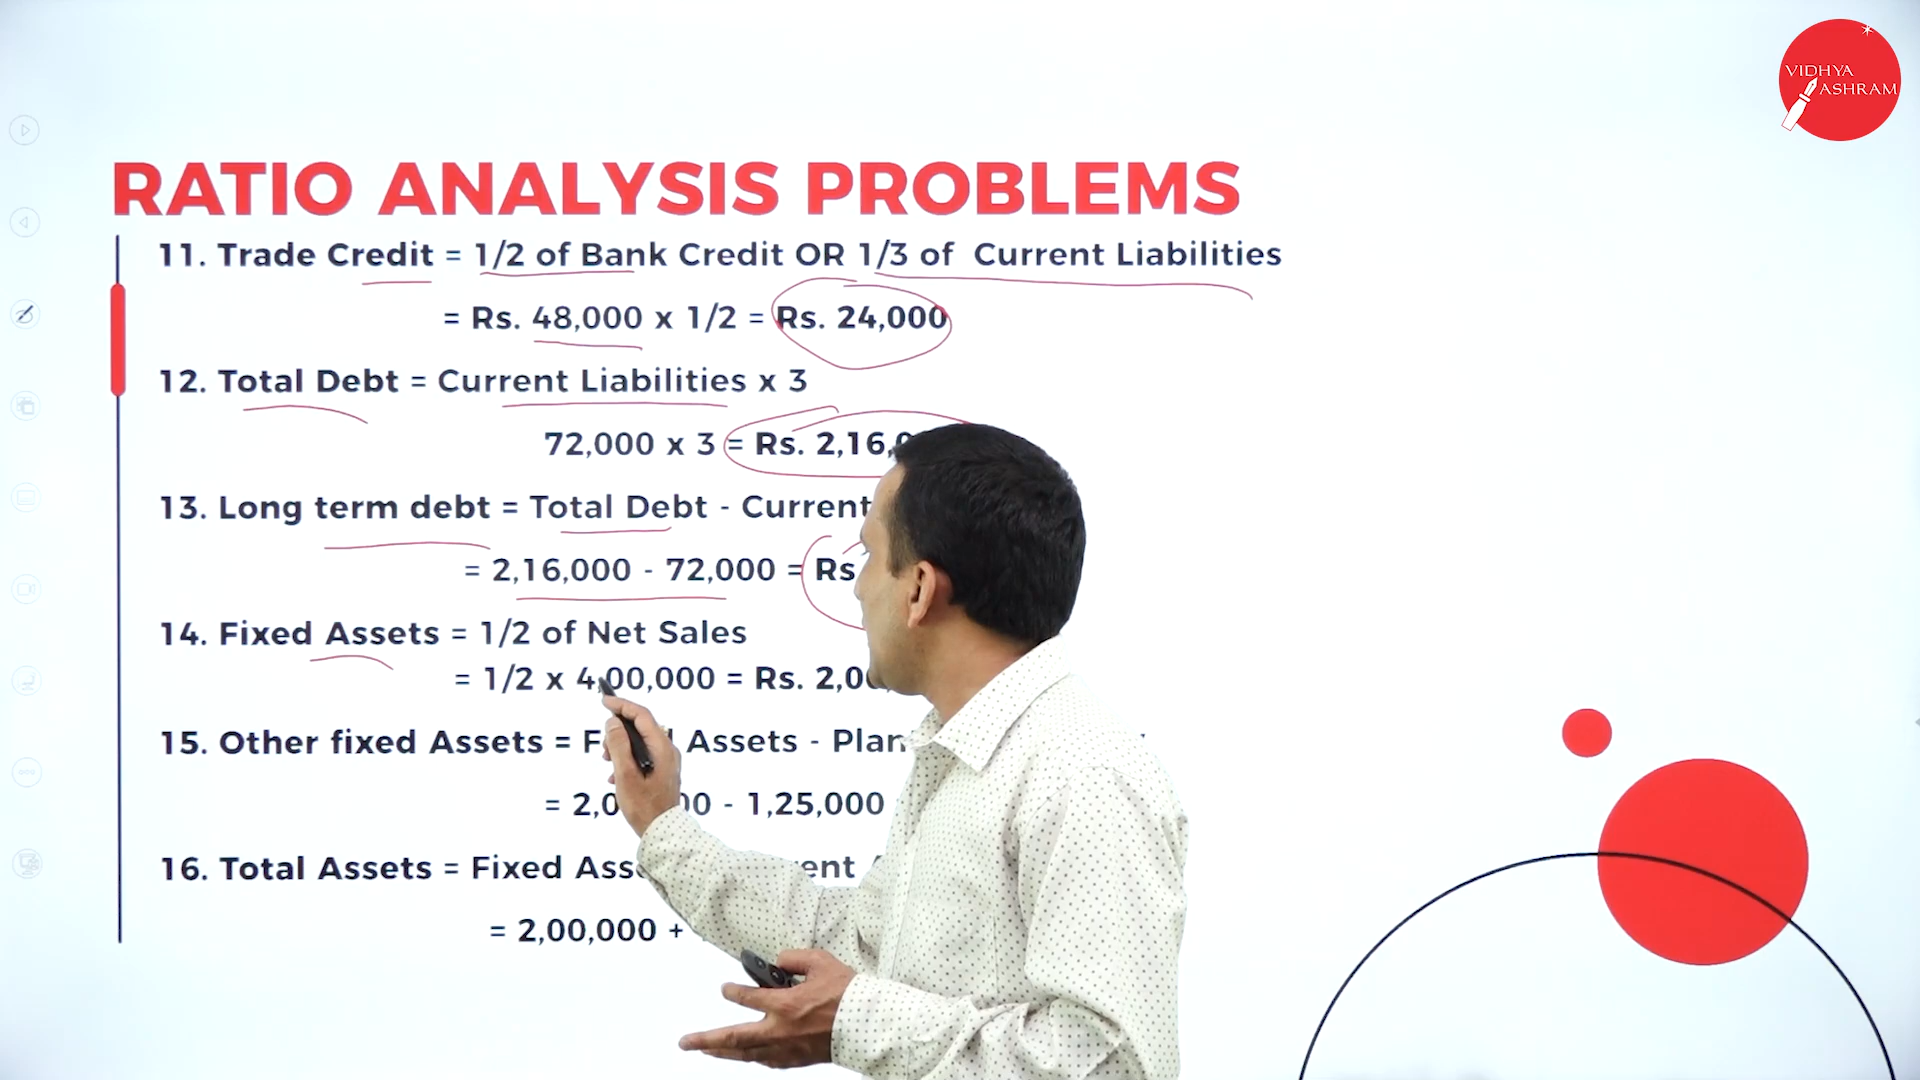 VIDHYA
ASHRAM
RATIO ANALYSIS PROBLEMS
11. Trade Credit = 1/2 of Bank Credit OR 1/3 of Current Liabilities
= Rs. 48,000 x 1/2 = Rs. 24,000
12. Total Debt = Current Liabilities x 3
72,000 x 3 = Rs. 2,16,
13. Long term debt = Total Debt - Current
= 2,16,000 - 72,000 = Rs
14. Fixed Assets = 1/2 of Net Sales
= 1/2 x 4,00,000 = Rs. 2,00,
15. Other fixed Assets = F Assets - Plan
= 2,0 00 - 1,25,000
16. Total Assets = Fixed Ass ent A
= 2,00,000 +